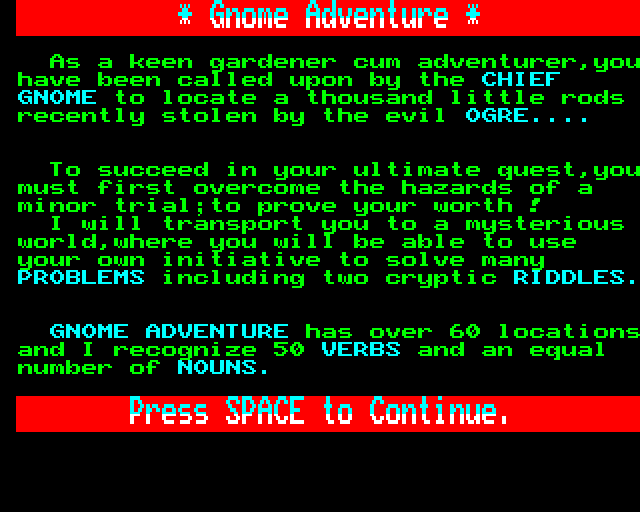 * Gnome Adventure *
As a keen gardener cum adventurer,you
have been called upon by the CHIEF
GNOME to locate a thousand little rods
recently stolen by the evil OGRE....
To succeed in your ultimate quest,you
must first overcome the hazards of a
minor trial;to prove your worth !
I will transport you to a mysterious
world,where you will be able to use
your own initiative to solve many
PROBLEMS including two cryptic RIDDLES.
GNOME ADVENTURE has over 60 locations
and I recognize 50 VERBS and an equal
number of NOUNS.
Press SPACE to Continue.